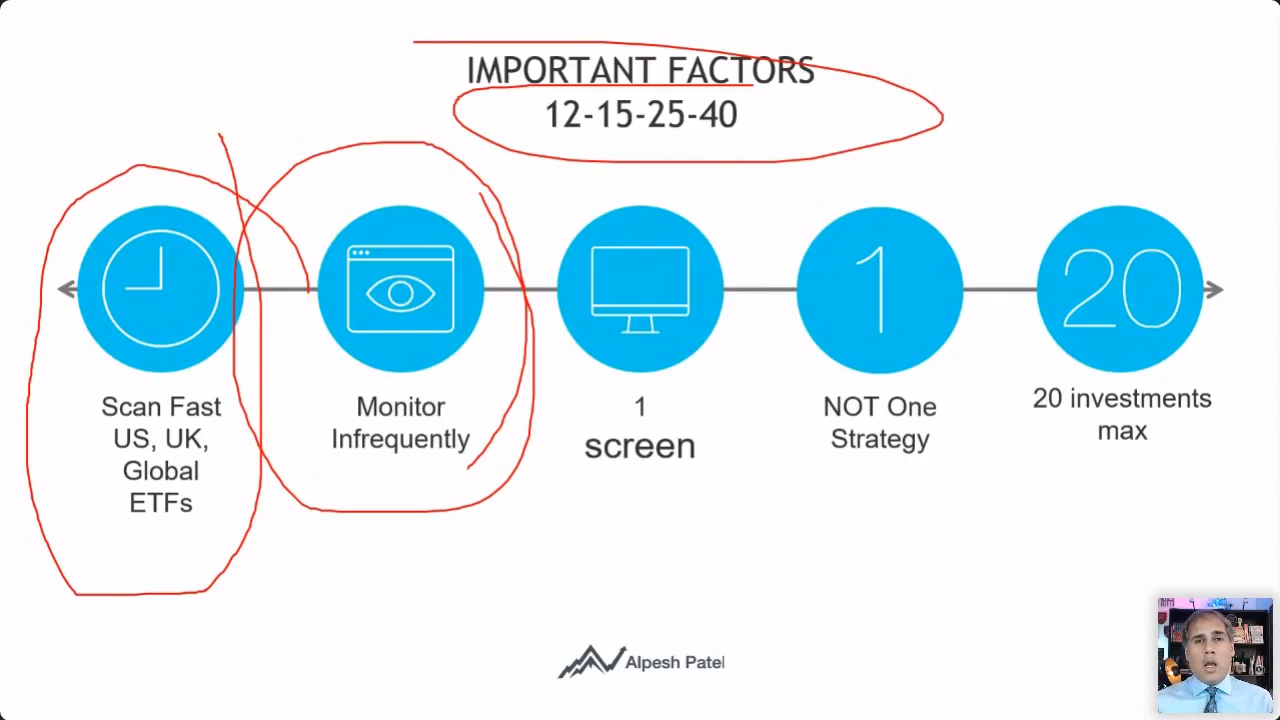 IMPORTANT FACTORS
12-15-25-40
1
20
Scan Fast
US, UK,
Global
ETFs
Monitor
Infrequently
1
screen
NOT One
Strategy
20 investments
max
Alpesh Patel